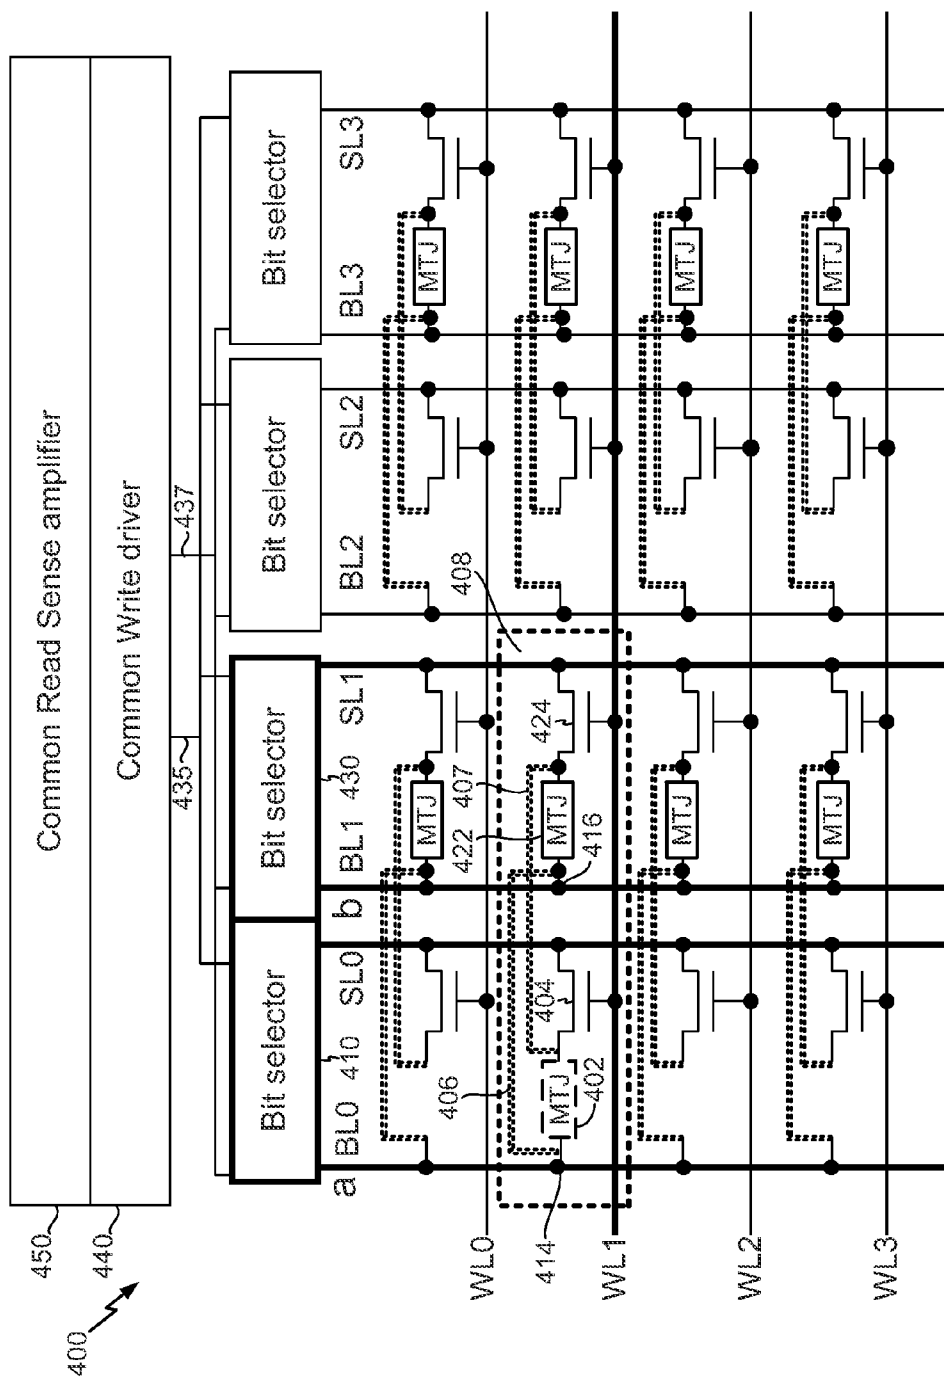 400
450
Common Read Sense amplifier
440
Common Write driver
435
437
Bit selector
Bit selector
Bit selector
Bit selector
a
BL0
410
SL0
b
BL1
430
SL1
BL2
SL2
BL3
SL3
MTJ
MTJ
WL0
406
422
407
408
MTJ
402
404
MTJ
424
MTJ
414
416
WL1
MTJ
MTJ
WL2
MTJ
MTJ
WL3